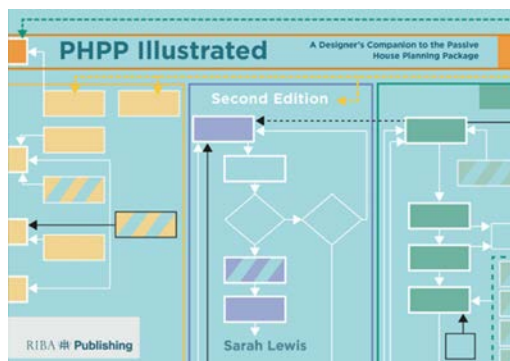 PHPP Illustrated
A Designer's Companion to the Passive
House Planning Package
Second Edition
Sarah Lewis
RIBA Publishing